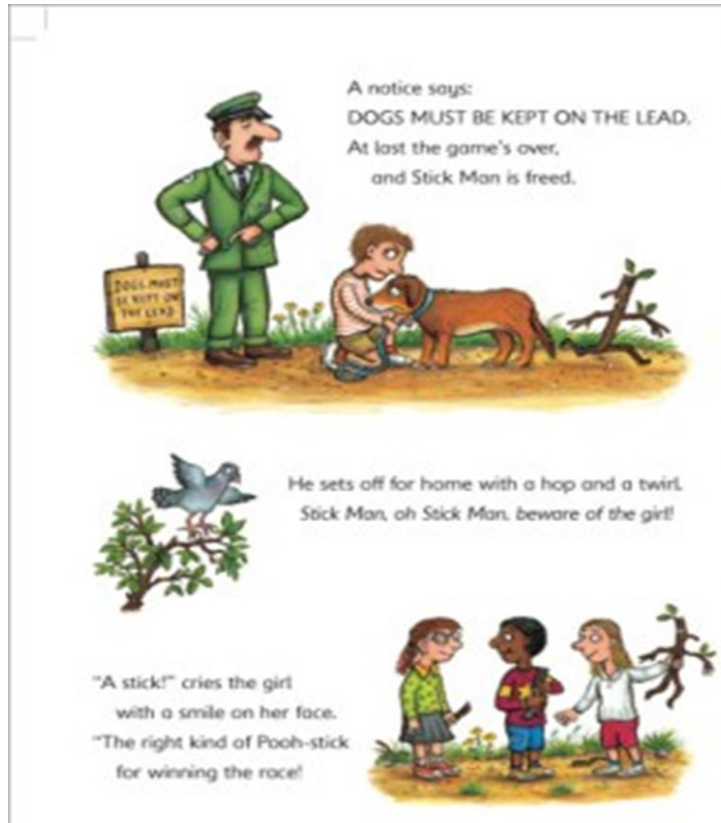 A notice says:
DOGS MUST BE KEPT ON THE LEAD.
At last the game's over,
and Stick Man is freed.
DOGS MUST
BE KEPT ON
THE LEAD
He sets off for home with a hop and a twirl.
Stick Man, oh Stick Man, beware of the girl!
"A stick!" cries the girl
with a smile on her face.
"The right kind of Pooh-stick
for winning the race!